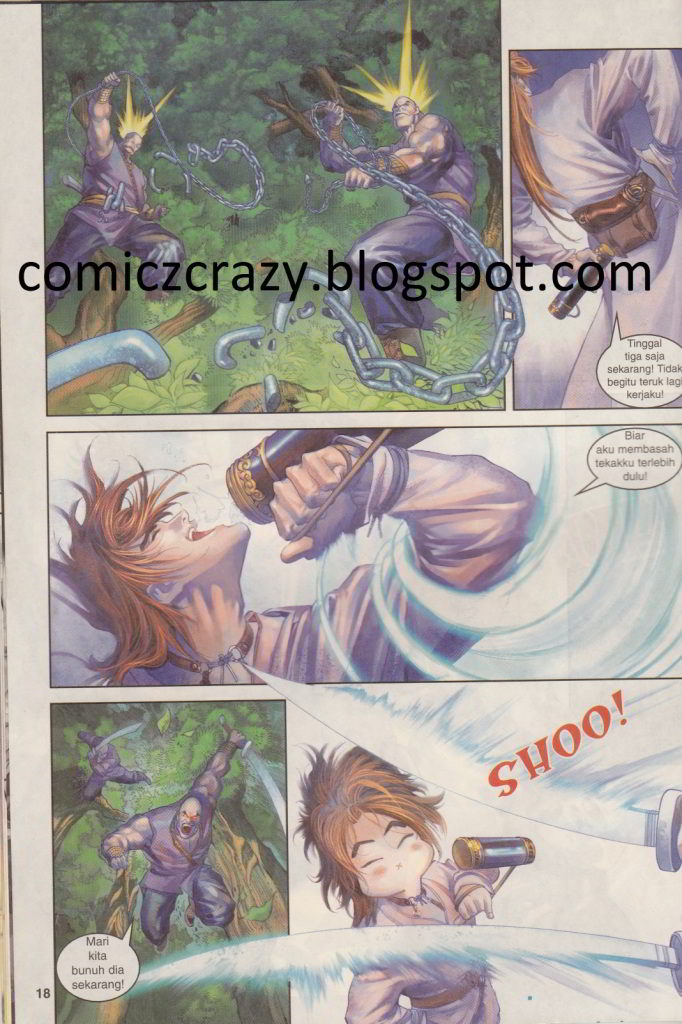 comiczcrazy.blogspot.com
Tinggal
tiga saja
sekarang! Tidak
begitu teruk lagi
kerjaku!
Biar
aku membasah
tekakku terlebih
dulu!
SHOO!
Mari
kita
bunuh dia
sekarang!
18